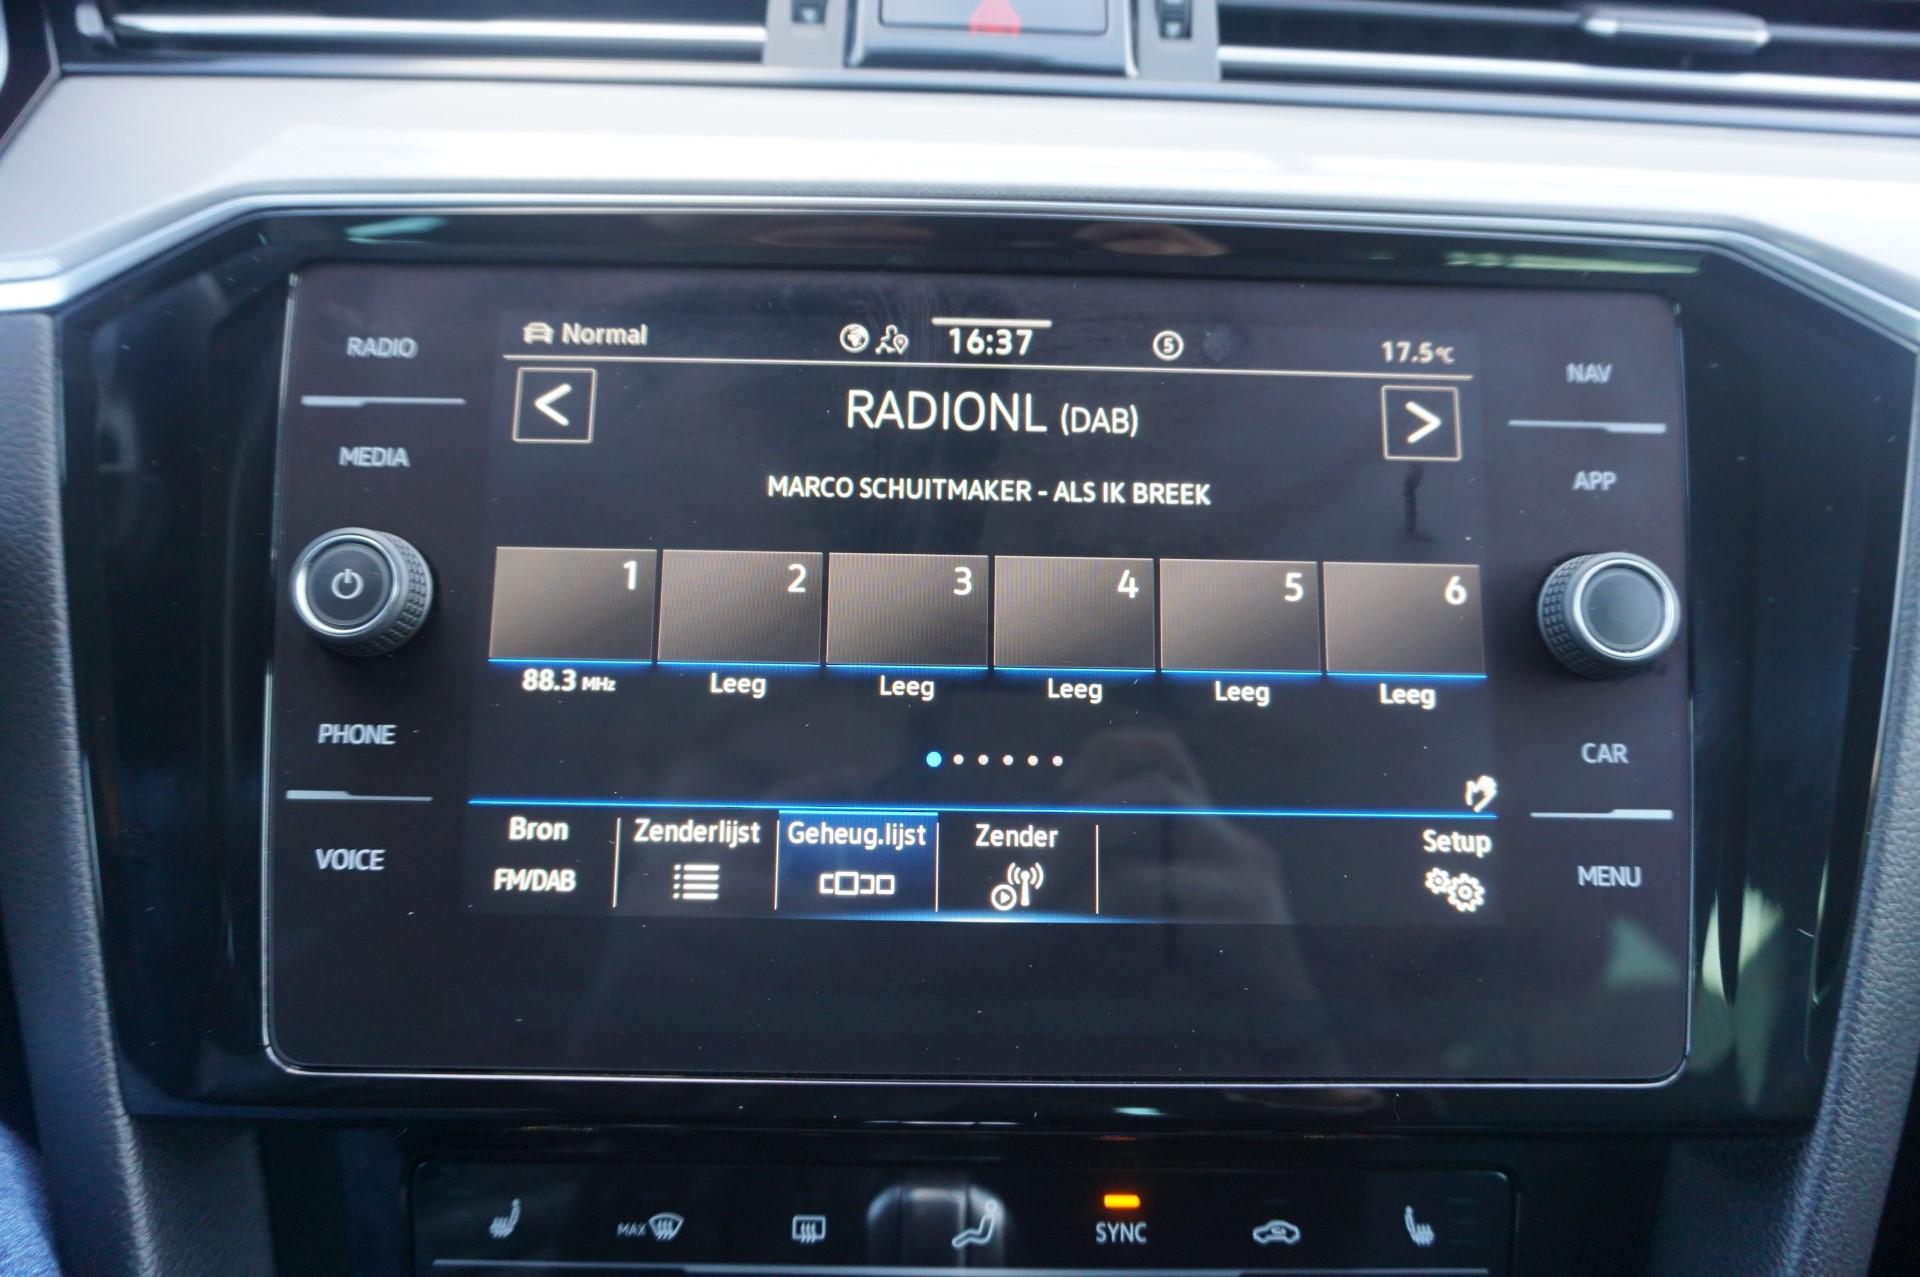 RADIO
MEDIA
PHONE
VOICE
Normal
16:37
5
17.5°C
RADIONL (DAB)
MARCO SCHUITMAKER - ALS IK BREEK
1
2
3
4
5
6
88.3 MHz
Leeg
Leeg
Leeg
Leeg
Leeg
Bron
FM/DAB
Zenderlijst
Geheug.lijst
Zender
Setup
NAV
APP
CAR
MENU
MAX
SYNC